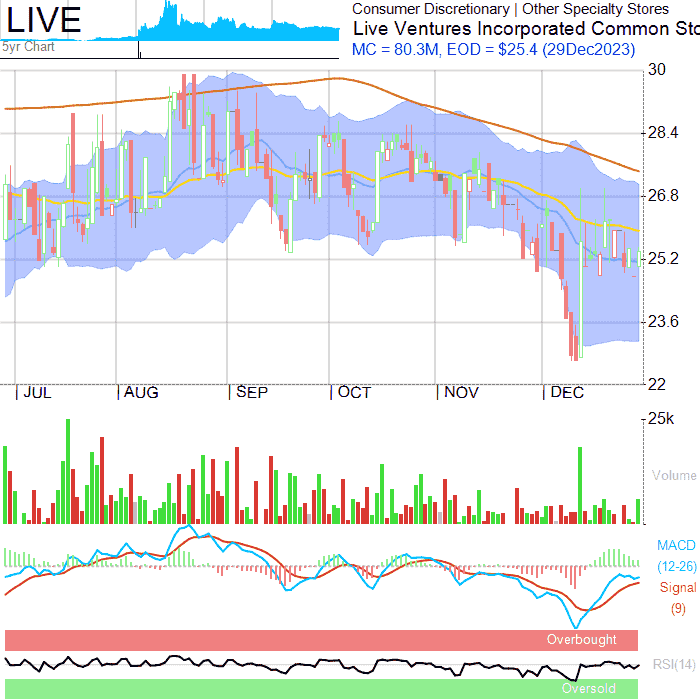 LIVE
5yr Chart
Consumer Discretionary | Other Specialty Stores
Live Ventures Incorporated Common Sto
MC = 80.3M, EOD = $25.4 (29Dec2023)
30
28.4
26.8
25.2
23.6
22
JUL AUG SEP OCT NOV DEC
25k
Volume
MACD
(12-26)
Signal
(9)
Overbought
RSI(14)
Oversold